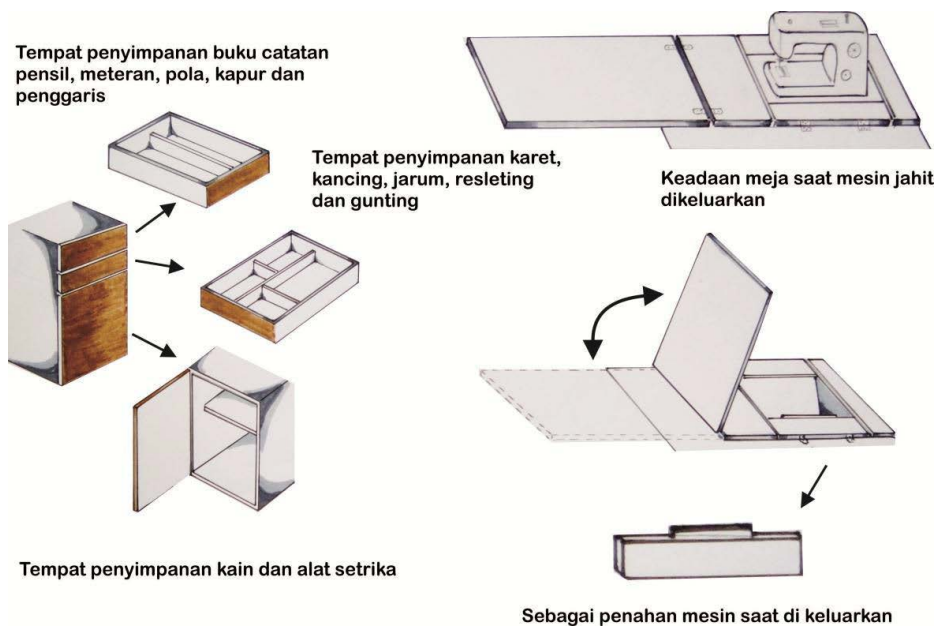 Tempat penyimpanan buku catatan
pensil, meteran, pola, kapur dan
penggaris
Tempat penyimpanan karet,
kancing, jarum, resleting
dan gunting
Keadaan meja saat mesin jahit
dikeluarkan
Tempat penyimpanan kain dan alat setrika
Sebagai penahan mesin saat di keluarkan